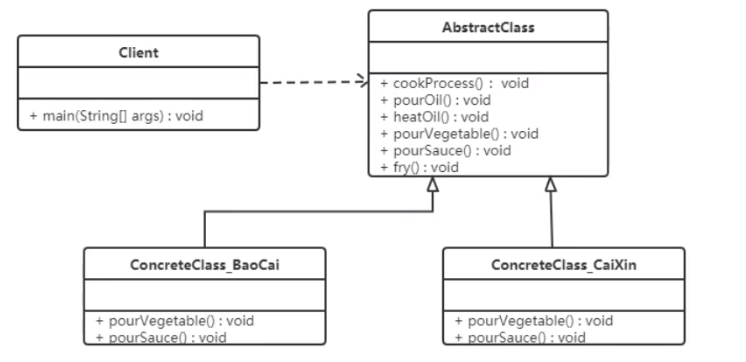 Client
+ main(String[] args) : void
AbstractClass
+ cookProcess() : void
+ pourOil() : void
+ heatOil() : void
+ pourVegetable() : void
+ pourSauce() : void
+ fry() : void
ConcreteClass_BaoCai
+ pourVegetable() : void
+ pourSauce() : void
ConcreteClass_CaiXin
+ pourVegetable() : void
+ pourSauce() : void